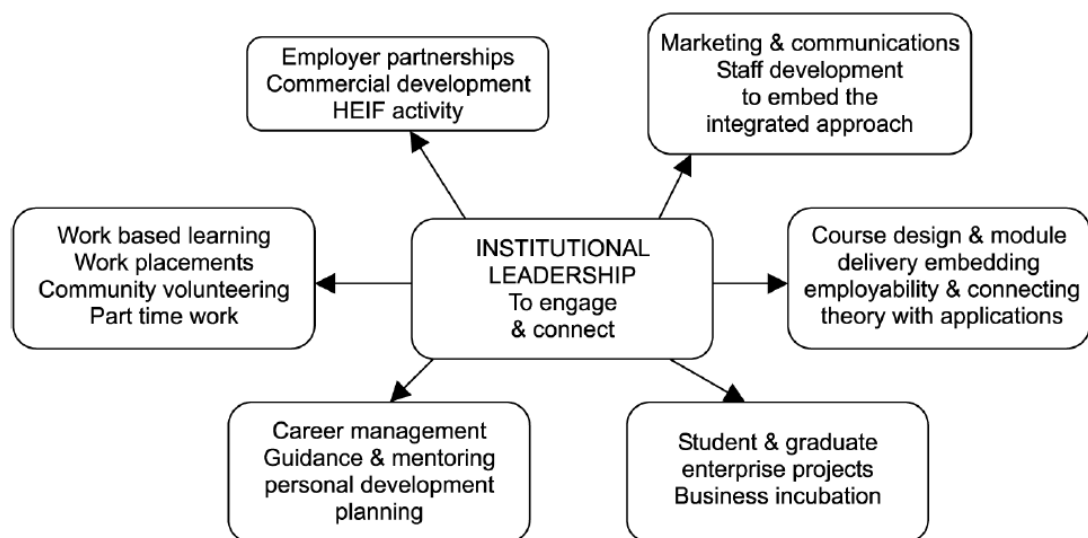 Employer partnerships
Commercial development
HEIF activity
Marketing & communications
Staff development
to embed the
integrated approach
Work based learning
Work placements
Community volunteering
Part time work
INSTITUTIONAL
LEADERSHIP
To engage
& connect
Course design & module
delivery embedding
employability & connecting
theory with applications
Career management
Guidance & mentoring
personal development
planning
Student & graduate
enterprise projects
Business incubation